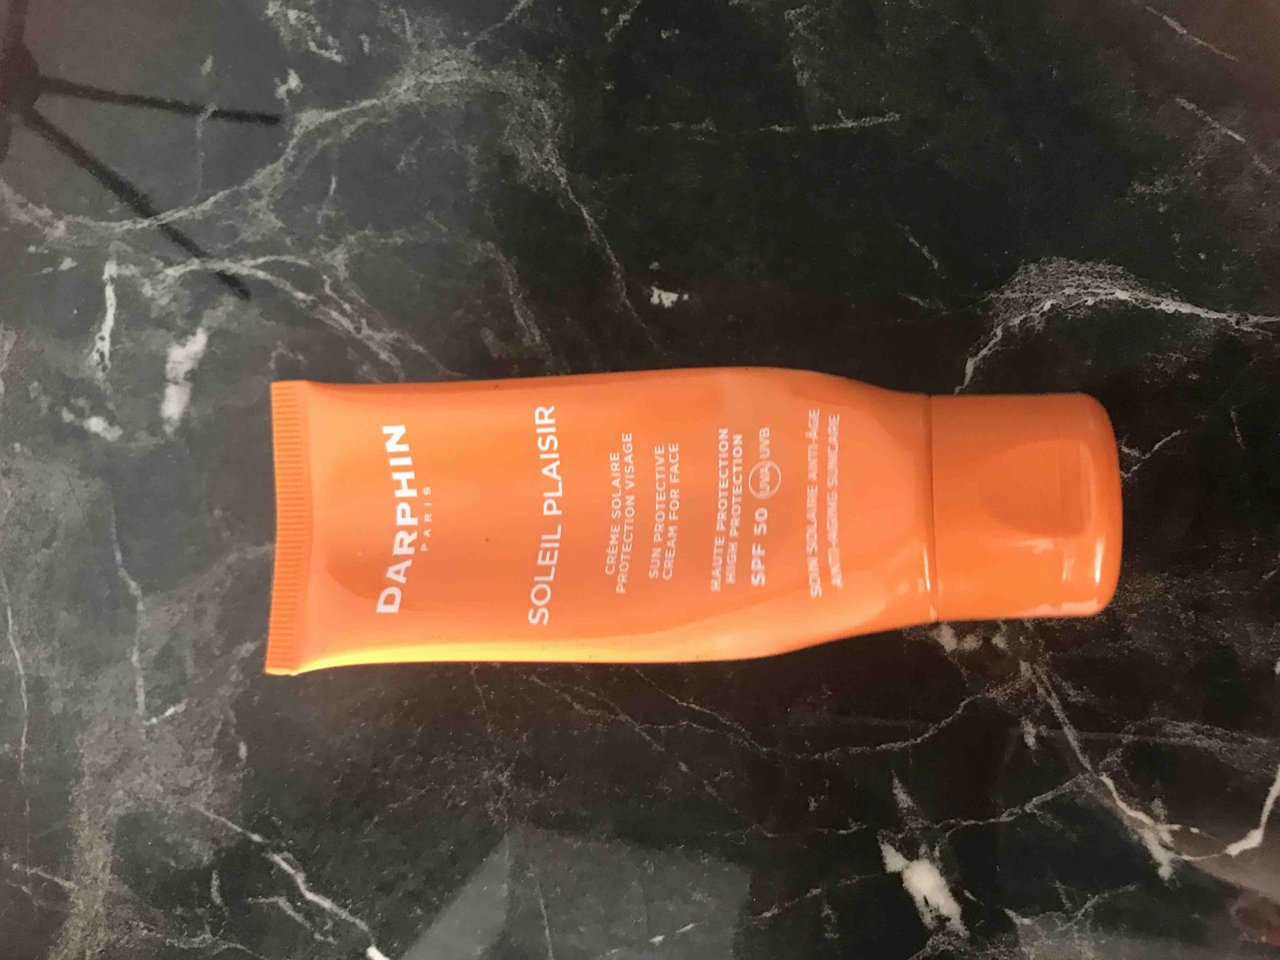 DARPHIN
PARIS
SOLEIL PLAISIR
CRÈME SOLAIRE
PROTECTION VISAGE
SUN PROTECTIVE
CREAM FOR FACE
HAUTE PROTECTION
HIGH PROTECTION
SPF 50 UVA UVB
SOIN SOLAIRE ANTI-ÂGE
ANTI-AGING SUNCARE